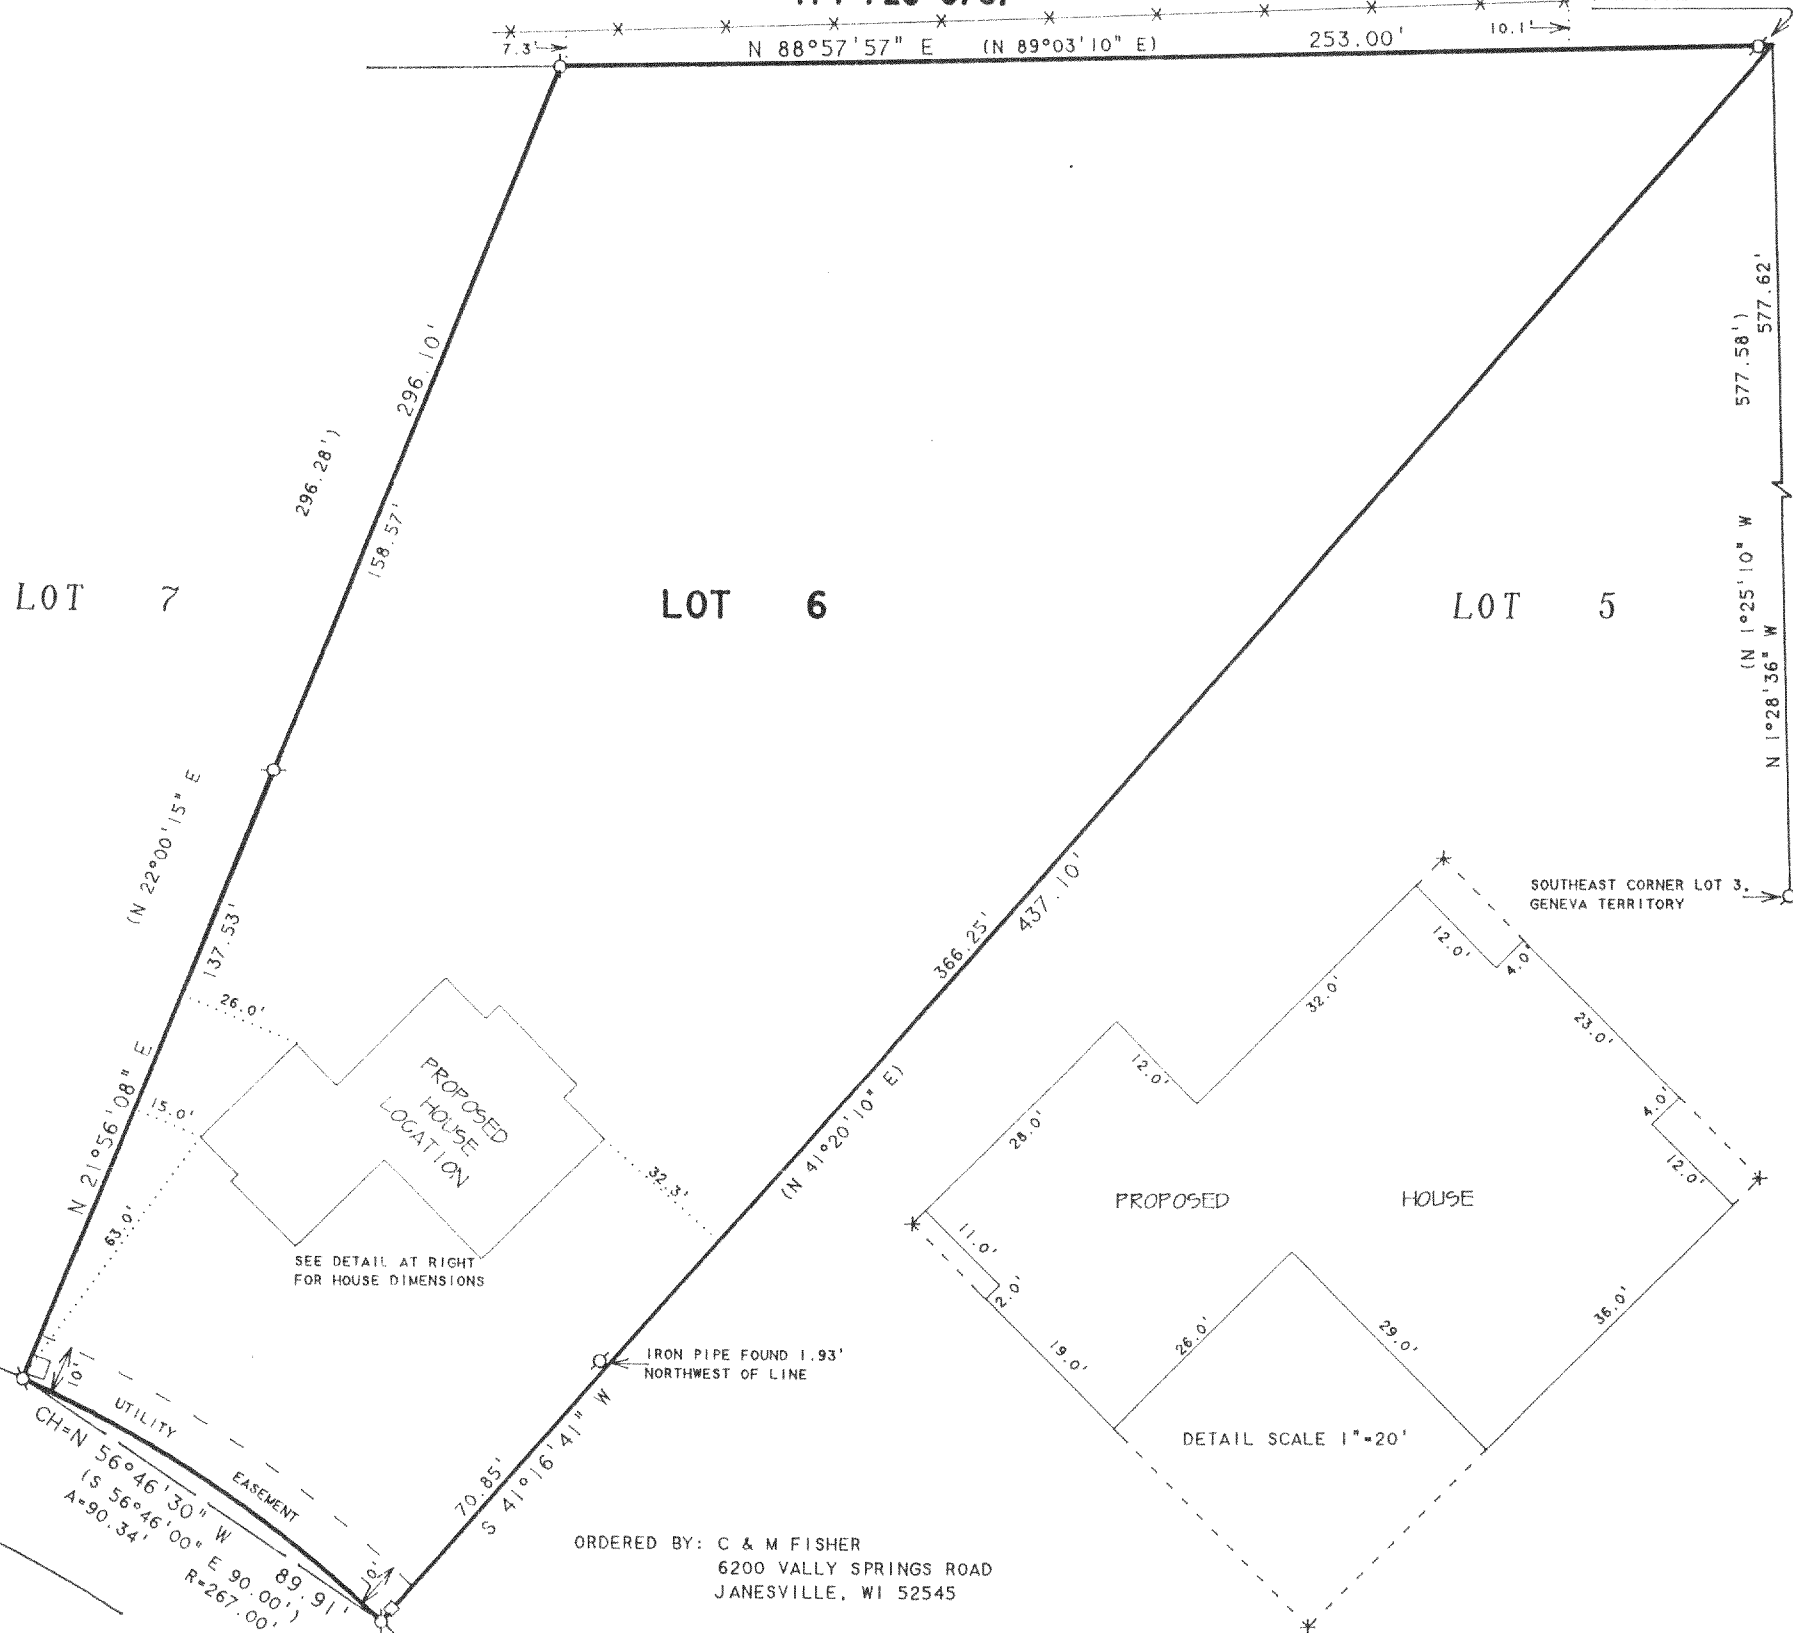 7.3'
N 88°57'57" E (N 89°03'10" E) 253.00'
10.1'
296.10'
296.28')
158.57'
577.62'
577.58')
LOT 7
LOT 6
LOT 5
(N 1°25'10" W
N 1°28'36" W
(N 22°00'15" E
137.53'
N 21°56'08" E
26.0'
15.0'
63.0'
PROPOSED
HOUSE
LOCATION
32.3'
SEE DETAIL AT RIGHT
FOR HOUSE DIMENSIONS
366.25'
437.10'
(N 41°20'10" E)
SOUTHEAST CORNER LOT 3,
GENEVA TERRITORY
12.0'
4.0'
32.0'
23.0'
12.0'
28.0'
4.0'
12.0'
PROPOSED HOUSE
11.0'
2.0'
19.0'
26.0'
29.0'
36.0'
DETAIL SCALE 1"=20'
IRON PIPE FOUND 1.93'
NORTHWEST OF LINE
70.85'
S 41°16'41" W
10'
UTILITY
EASEMENT
10'
CH=N 56°46'30" W 89.91'
(S 56°46'00" E 90.00')
A=90.34' R=267.00'
ORDERED BY: C & M FISHER
6200 VALLY SPRINGS ROAD
JANESVILLE, WI 52545